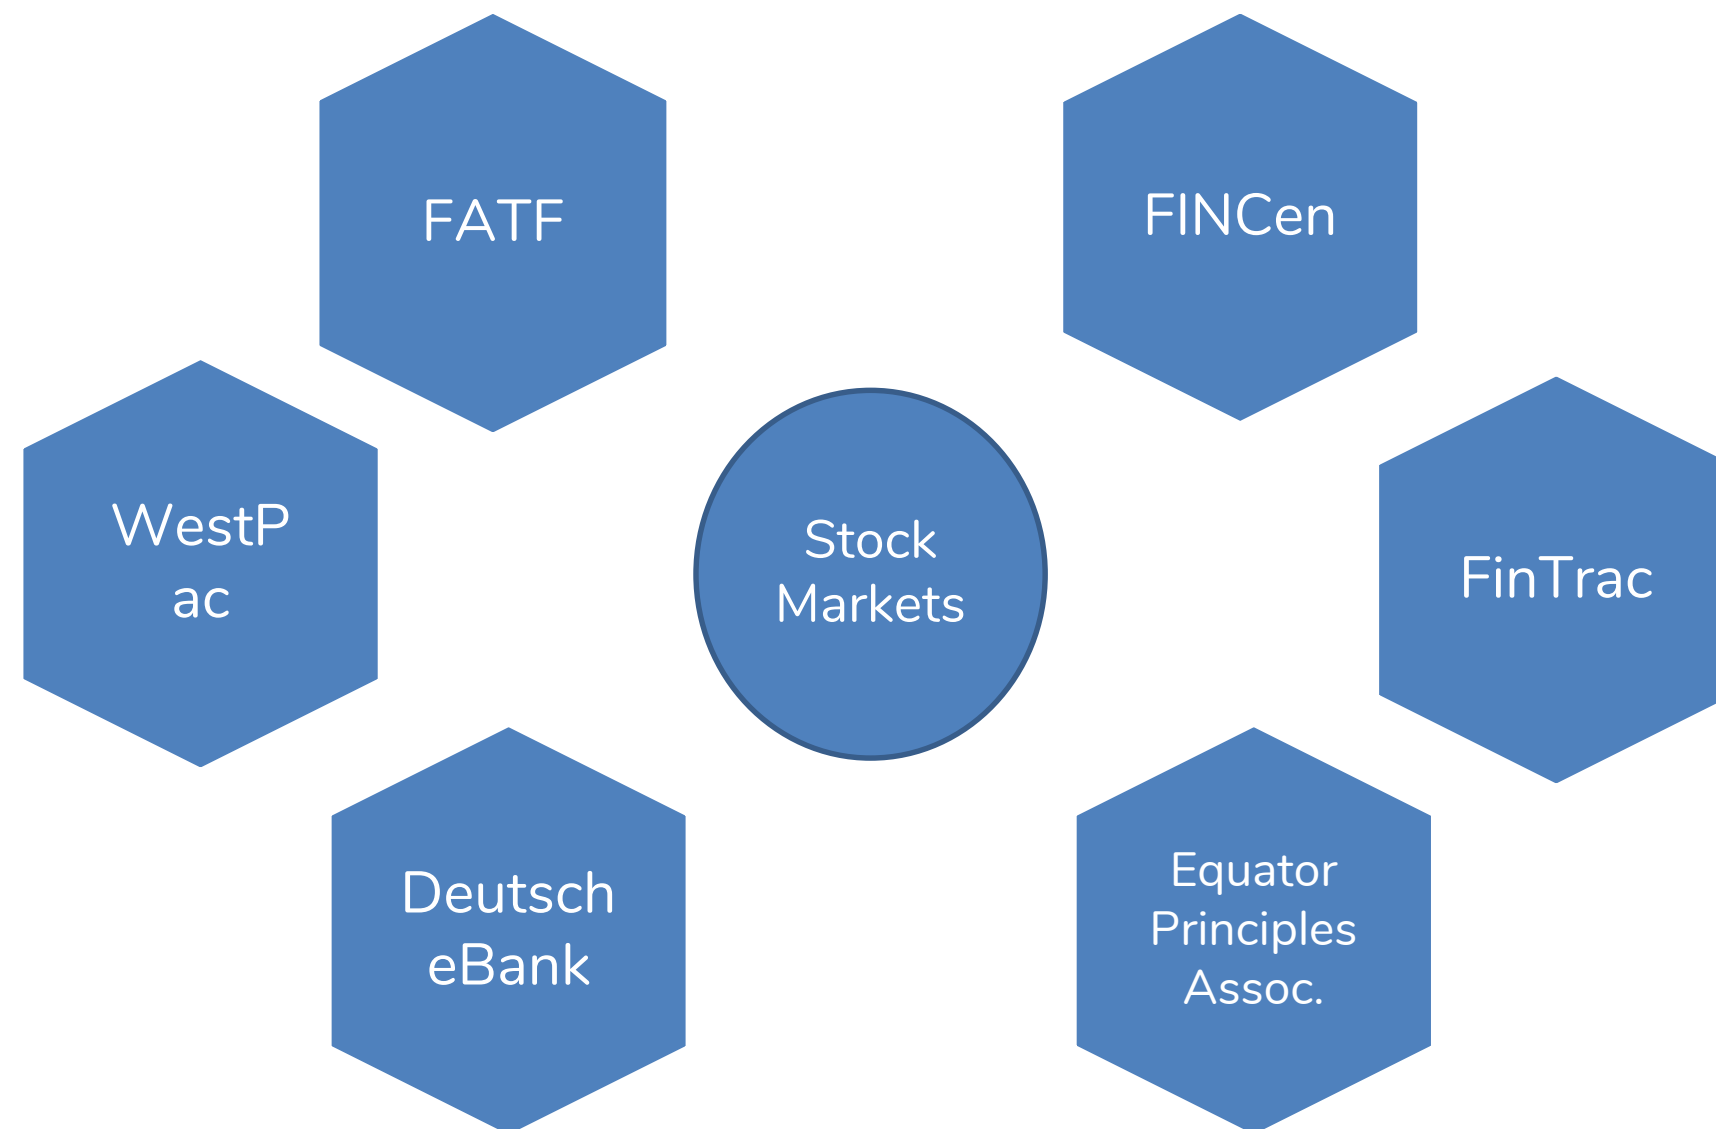 FATF
FINCen
WestP
ac
Stock
Markets
FinTrac
Deutsch
eBank
Equator
Principles
Assoc.